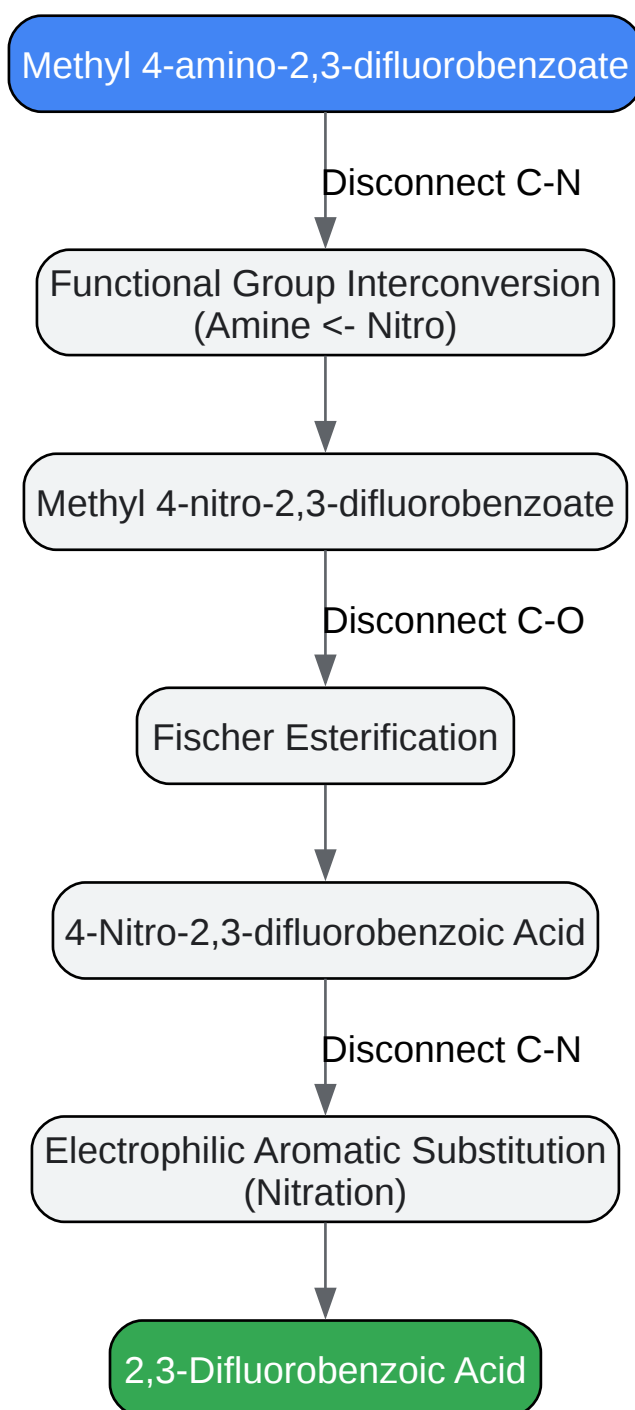 Methyl 4-amino-2,3-difluorobenzoate
Disconnect C-N
Functional Group Interconversion
(Amine <- Nitro)
Methyl 4-nitro-2,3-difluorobenzoate
Disconnect C-O
Fischer Esterification
4-Nitro-2,3-difluorobenzoic Acid
Disconnect C-N
Electrophilic Aromatic Substitution
(Nitration)
2,3-Difluorobenzoic Acid